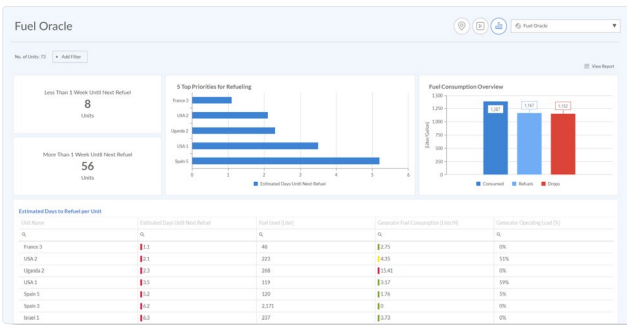 Fuel Oracle
Fuel Oracle
No. of Units: 72
+ Add Filter
View Report
Less Than 1 Week Until Next Refuel
8
Units
More Than 1 Week Until Next Refuel
56
Units
5 Top Priorities for Refueling
France 3
USA 2
Uganda 2
USA 1
Spain 5
0 1 2 3 4 5 6
Estimated Days Until Next Refuel
Fuel Consumption Overview
1,500
1,250
1,000
750
500
250
0
[Liter/Gallon]
1,387
1,167
1,152
Consumed Refuels Drops
Estimated Days to Refuel per Unit
Unit Name Estimated Days Until Next Refuel Fuel Level [Liter] Generator Fuel Consumption [Liter/H] Generator Operating Load [%]
France 3 1.1 46 2.75 0%
USA 2 2.1 223 4.35 51%
Uganda 2 2.3 268 15.41 0%
USA 1 3.5 119 3.17 59%
Spain 5 5.2 120 1.76 5%
Spain 3 6.2 2,171 0 0%
Israel 1 6.3 237 3.73 0%